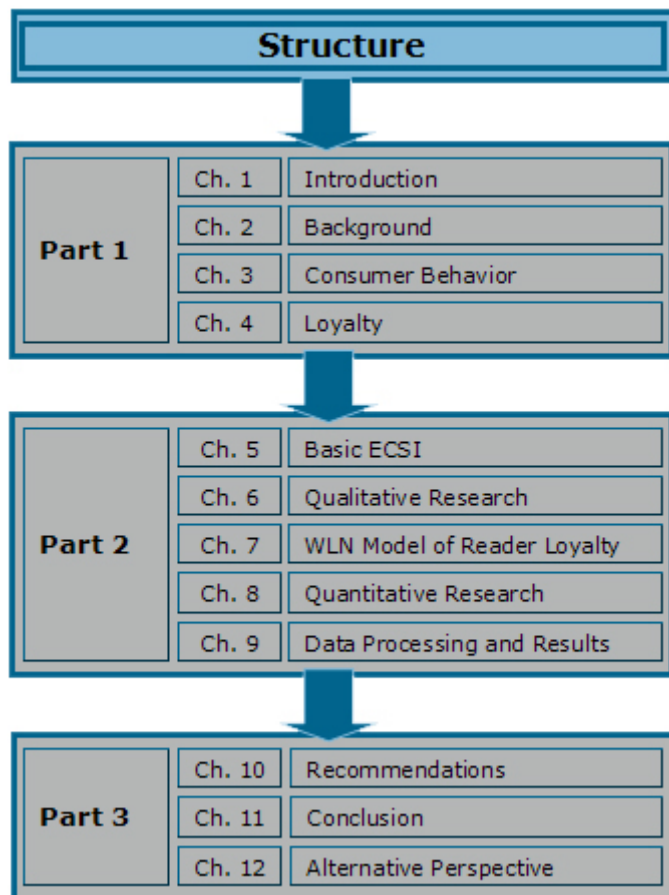 Structure
Part 1
Ch. 1 Introduction
Ch. 2 Background
Ch. 3 Consumer Behavior
Ch. 4 Loyalty
Part 2
Ch. 5 Basic ECSI
Ch. 6 Qualitative Research
Ch. 7 WLN Model of Reader Loyalty
Ch. 8 Quantitative Research
Ch. 9 Data Processing and Results
Part 3
Ch. 10 Recommendations
Ch. 11 Conclusion
Ch. 12 Alternative Perspective